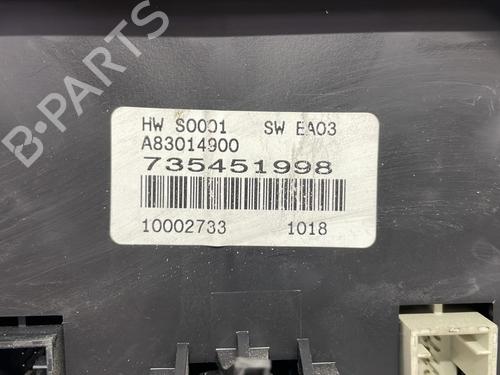 HW S0001 SW EA03
A83014900
735451998
10002733 1018
B-PARTS